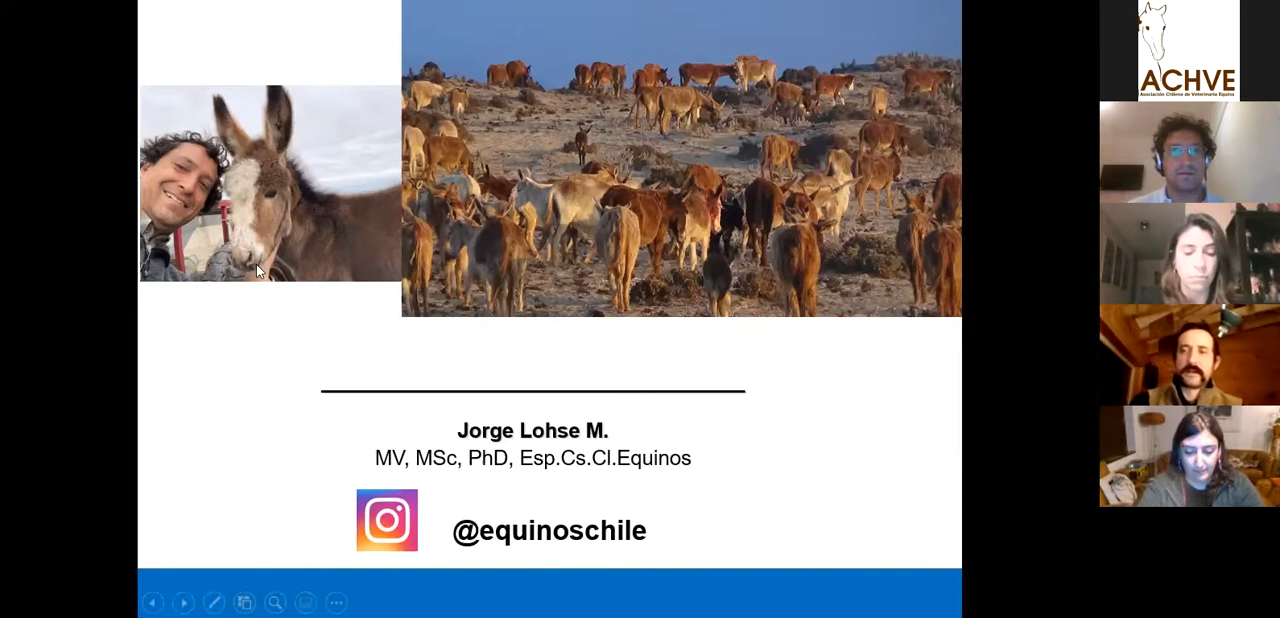 Jorge Lohse M.
MV, MSc, PhD, Esp.Cs.Cl.Equinos
@equinoschile
ACHVE
Asociación Chilena de Veterinaria Equina